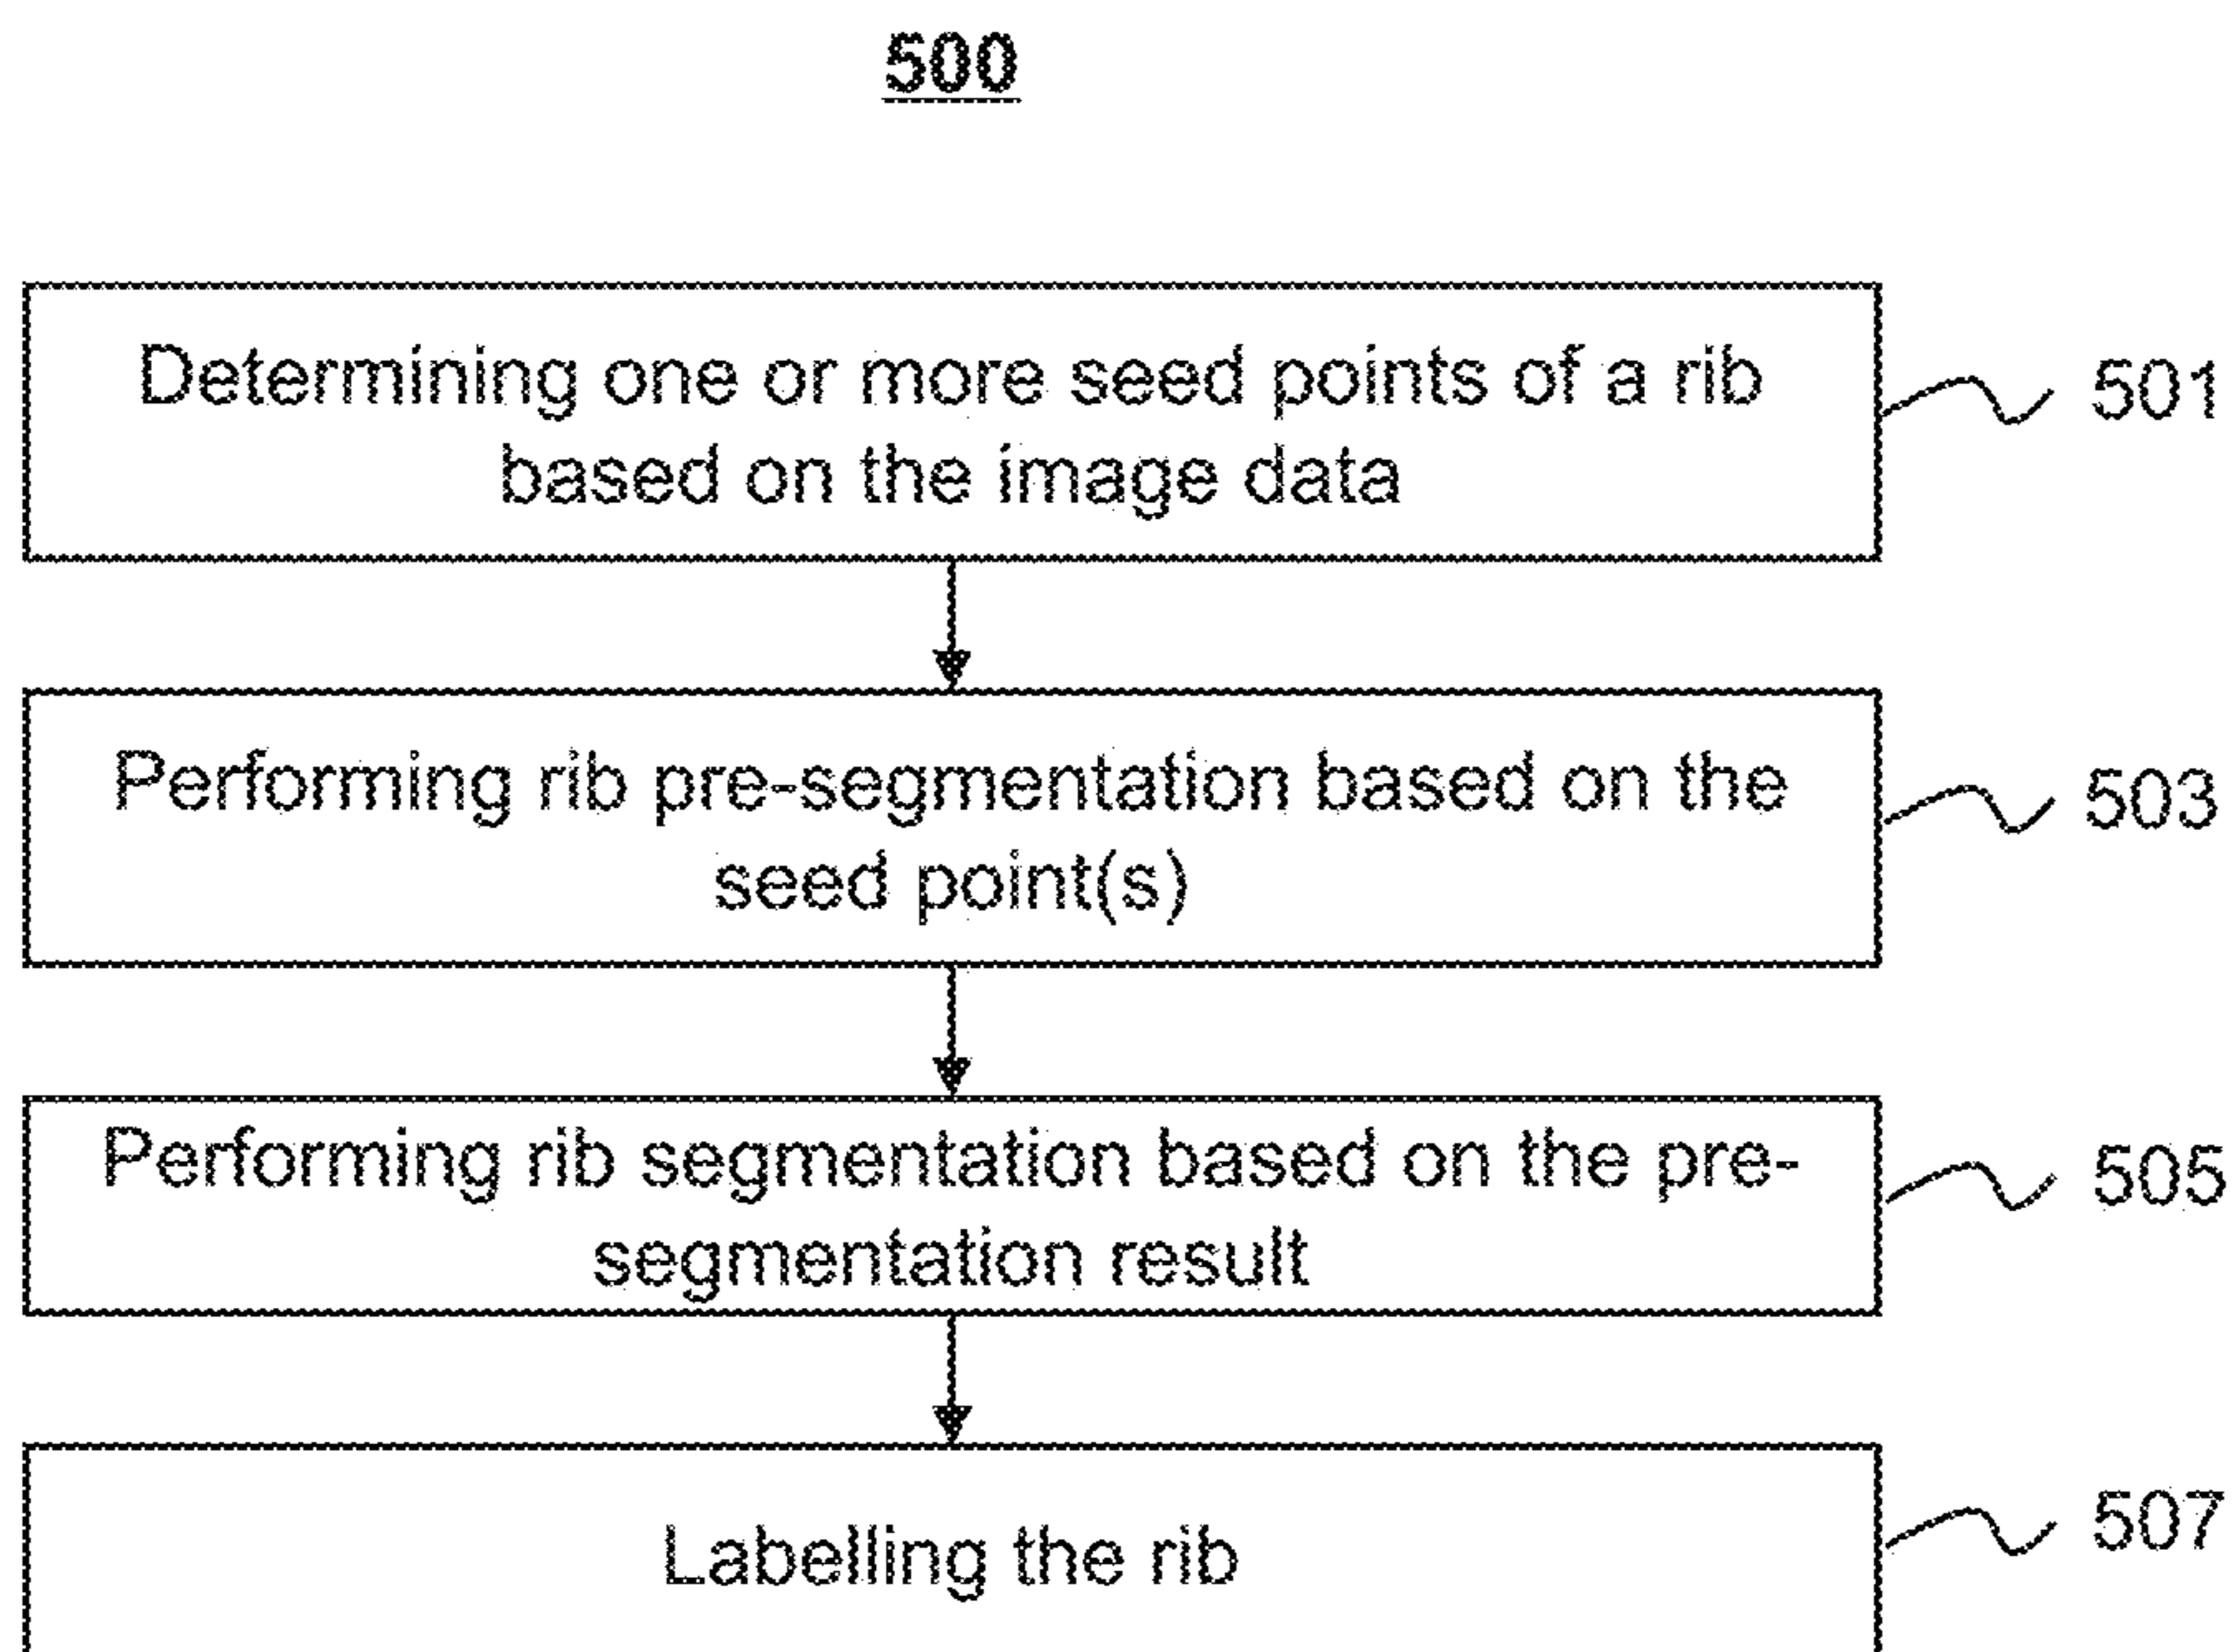 500
Determining one or more seed points of a rib
based on the image data
501
Performing rib pre-segmentation based on the
seed point(s)
503
Performing rib segmentation based on the pre-
segmentation result
505
Labelling the rib
507